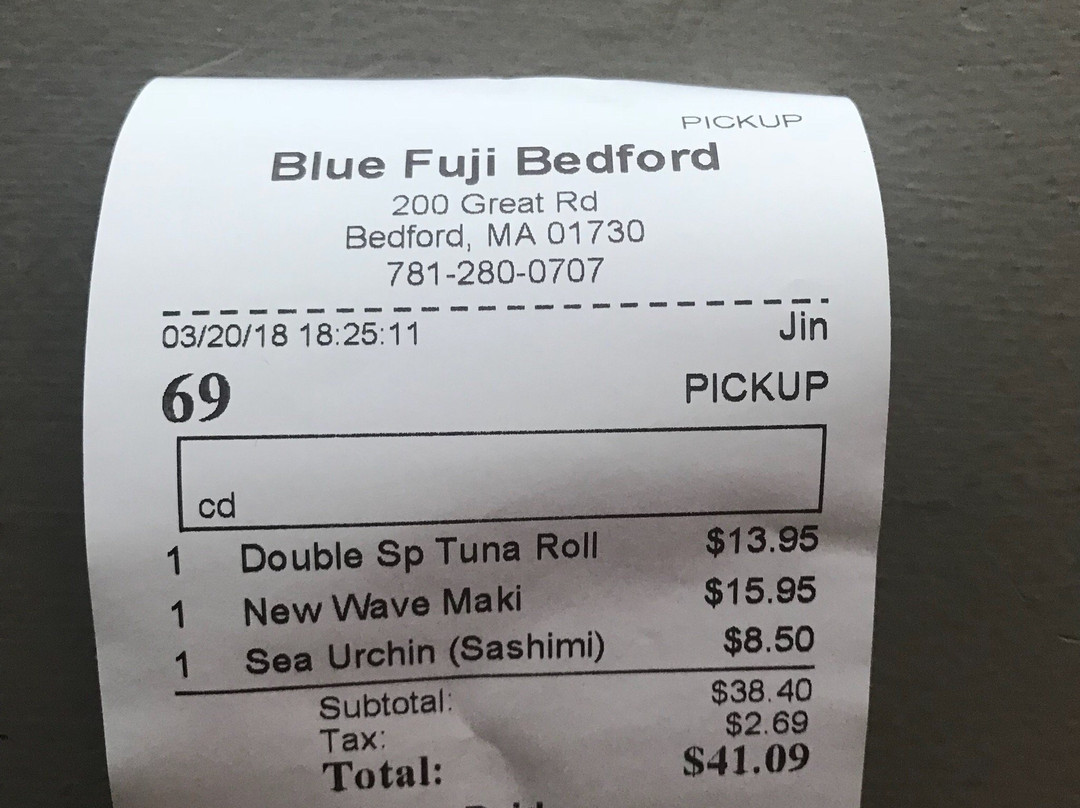 PICKUP
Blue Fuji Bedford
200 Great Rd
Bedford, MA 01730
781-280-0707
03/20/18 18:25:11 Jin
69 PICKUP
cd
1 Double Sp Tuna Roll $13.95
1 New Wave Maki $15.95
1 Sea Urchin (Sashimi) $8.50
Subtotal: $38.40
Tax: $2.69
Total: $41.09